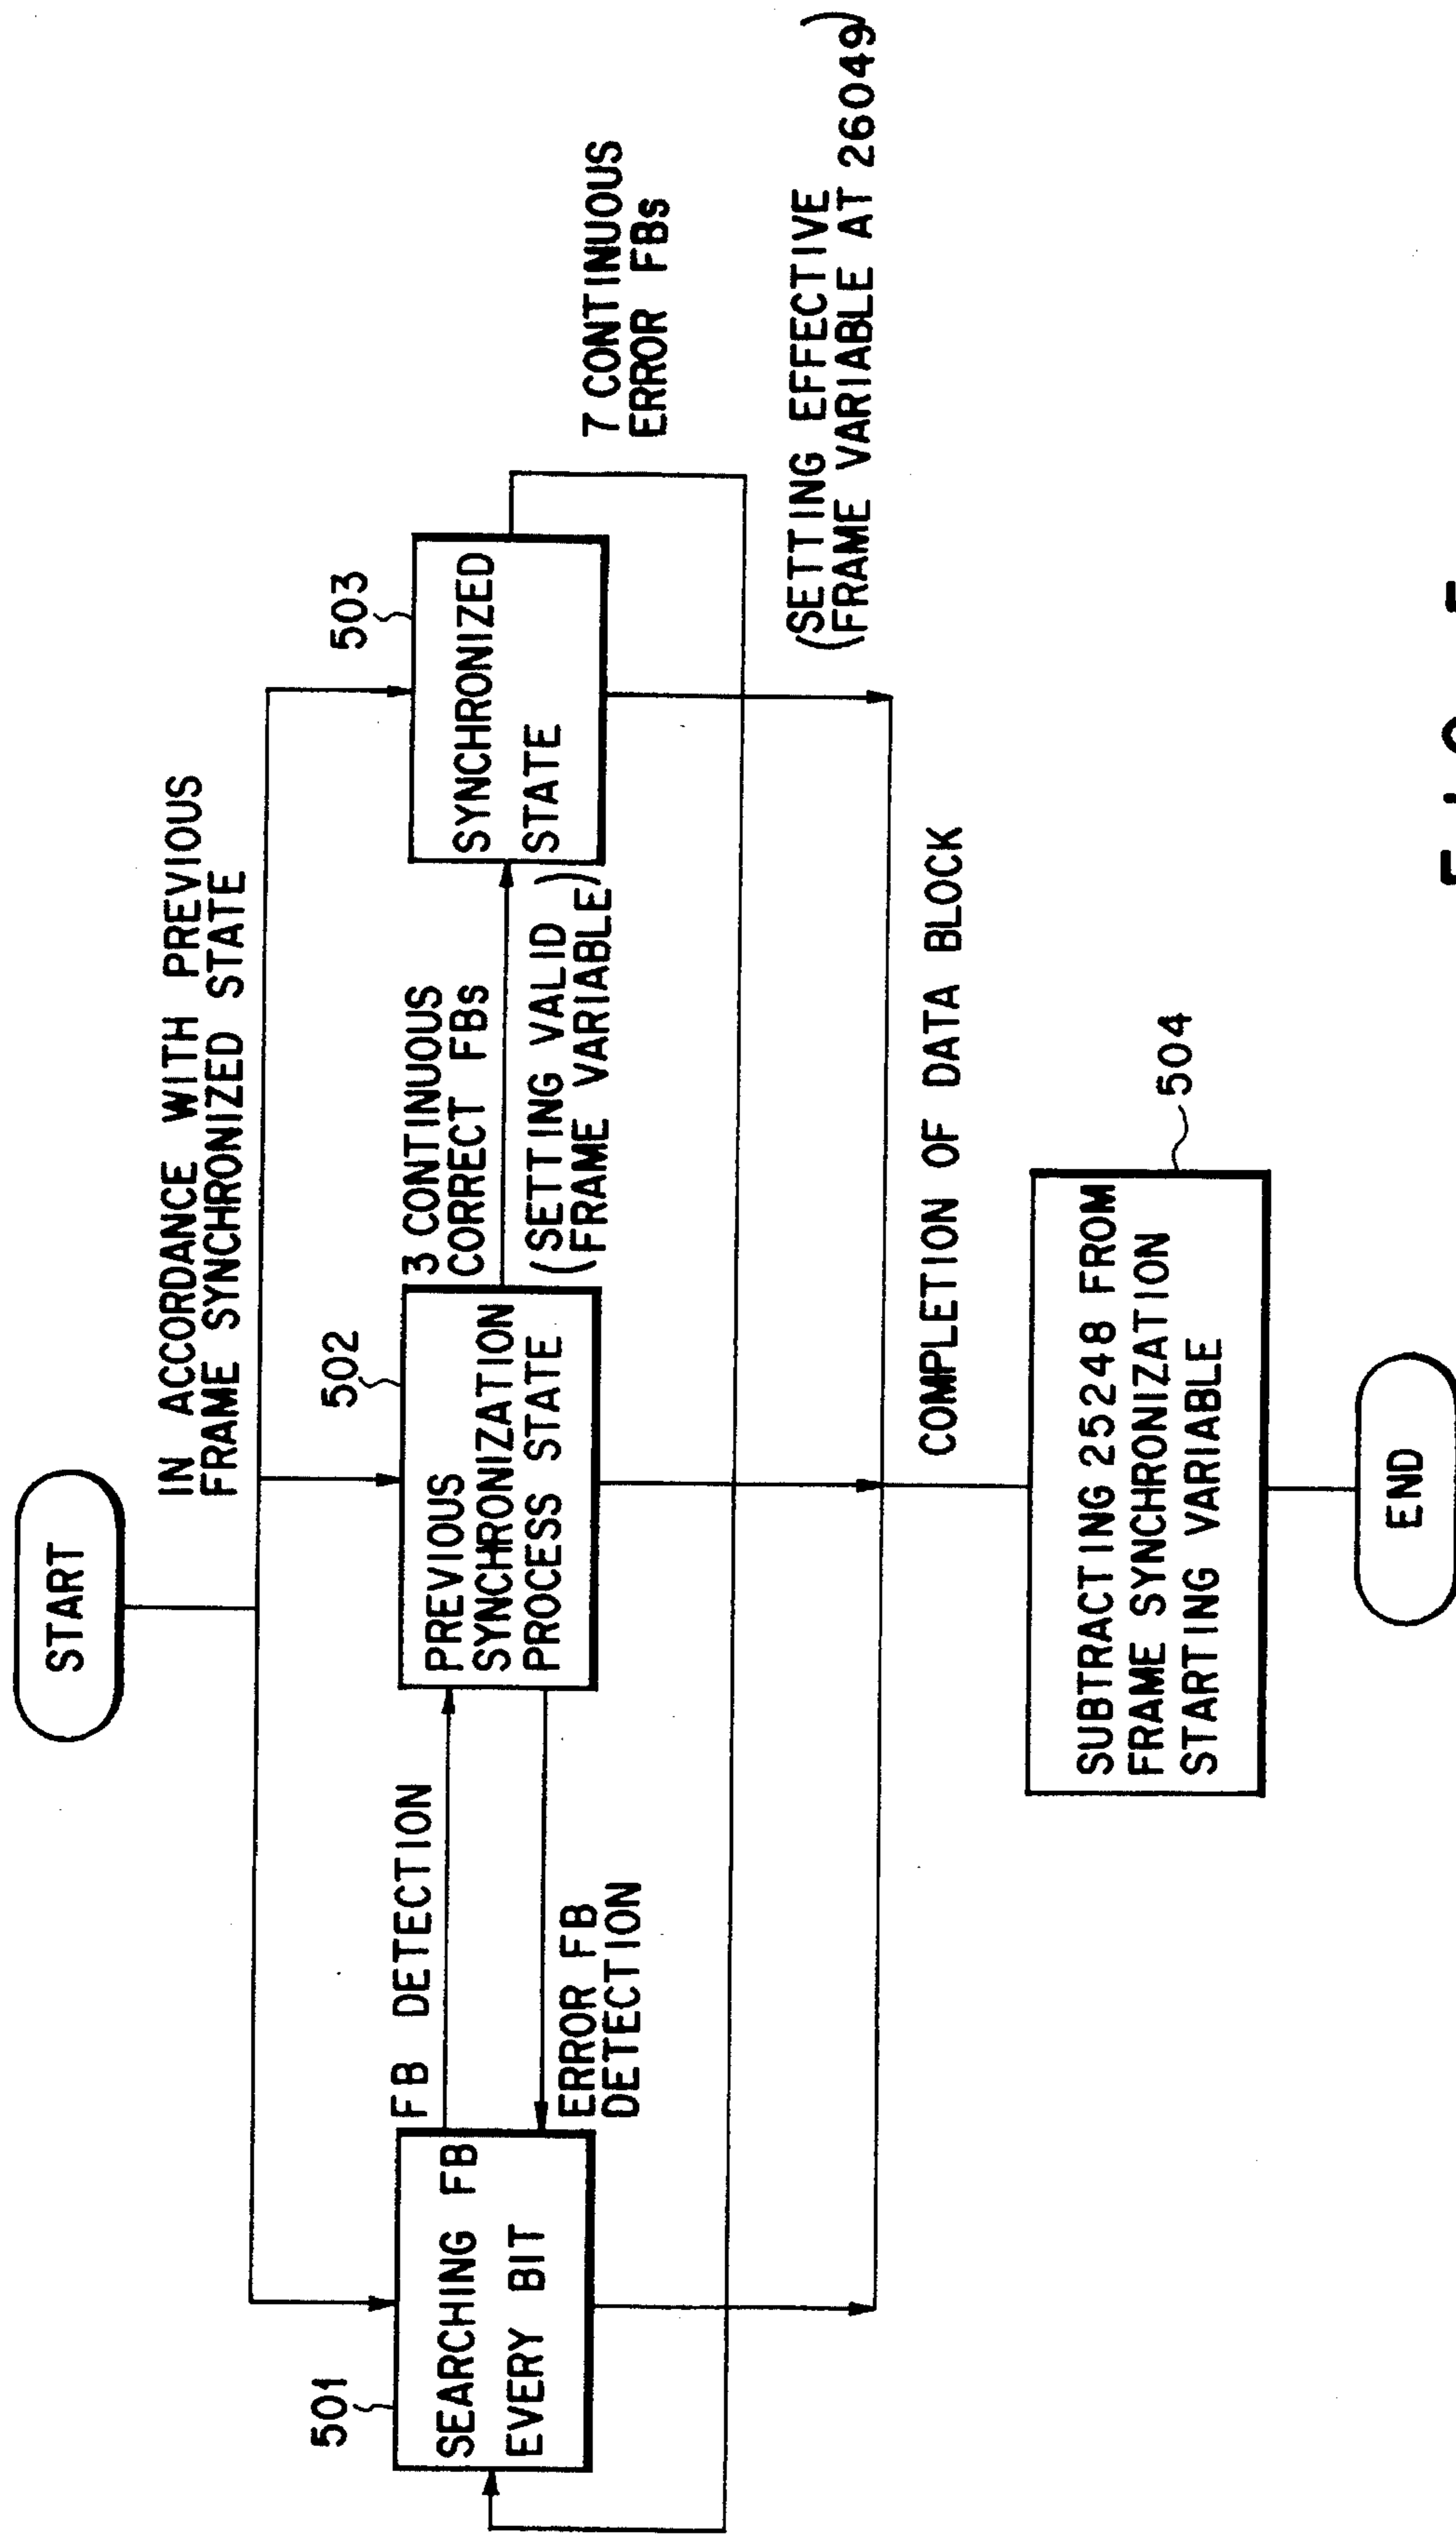 START
IN ACCORDANCE WITH PREVIOUS
FRAME SYNCHRONIZED STATE
501
SEARCHING FB
EVERY BIT
FB DETECTION
ERROR FB
DETECTION
502
PREVIOUS
SYNCHRONIZATION
PROCESS STATE
3 CONTINUOUS
CORRECT FBs
(SETTING VALID
FRAME VARIABLE)
503
SYNCHRONIZED
STATE
7 CONTINUOUS
ERROR FBs
(SETTING EFFECTIVE
FRAME VARIABLE AT 26049)
COMPLETION OF DATA BLOCK
504
SUBTRACTING 25248 FROM
FRAME SYNCHRONIZATION
STARTING VARIABLE
END